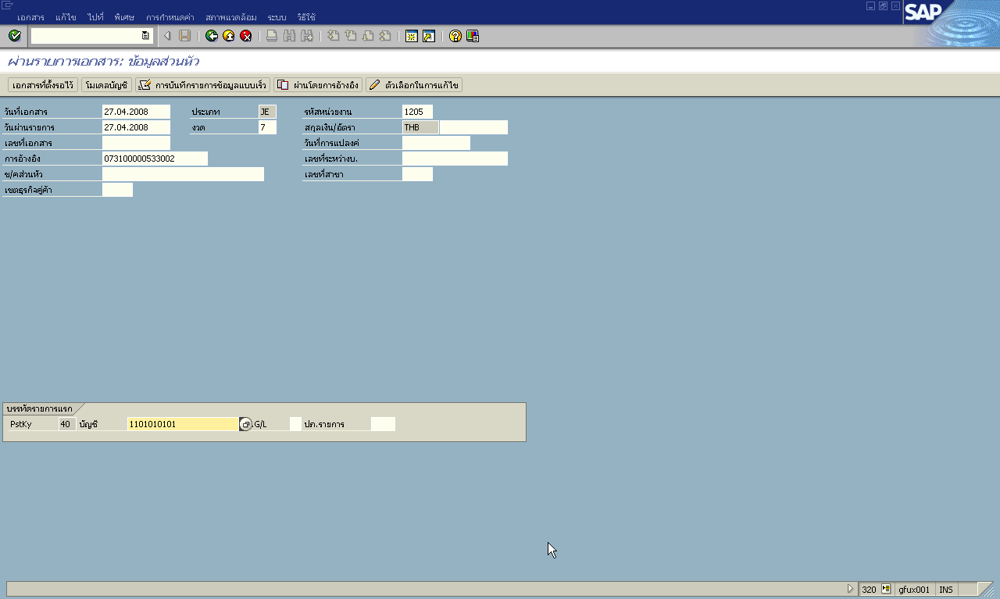 เอกสาร แก้ไข ไปที่ พิเศษ การกำหนดค่า สภาพแวดล้อม ระบบ วิธีใช้
SAP
ผ่านรายการเอกสาร: ข้อมูลส่วนหัว
เอกสารที่ตั้งรอไว้ โมเดลบัญชี การบันทึกรายการข้อมูลแบบเร็ว ผ่านโดยการอ้างอิง ตัวเลือกในการแก้ไข
วันที่เอกสาร 27.04.2008 ประเภท JE รหัสหน่วยงาน 1205
วันผ่านรายการ 27.04.2008 งวด 7 สกุลเงิน/อัตรา THB
เลขที่เอกสาร วันที่การแปลงค่
การอ้างอิง 073100000533002 เลขที่ระหว่างบ.
ข/คส่วนหัว เลขที่สาขา
เขตธุรกิจคู่ค้า
บรรทัดรายการแรก
PstKy 40 บัญชี 1101010101 .G/L ปภ.รายการ
320 gfux001 INS